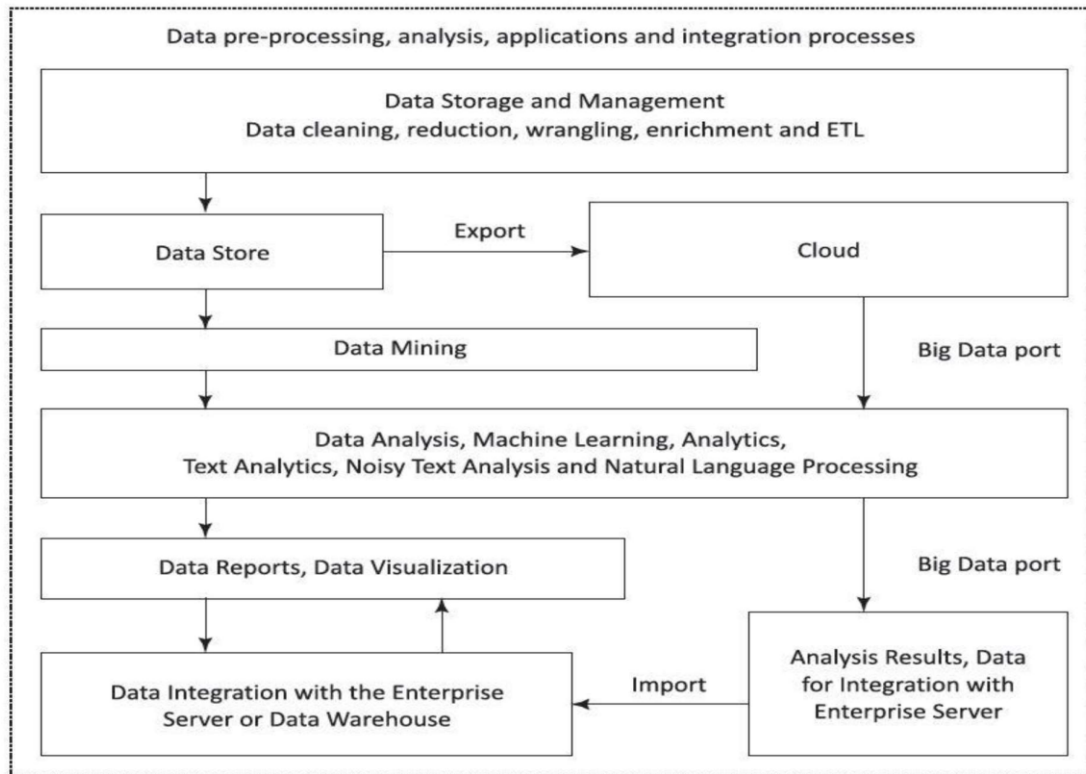 Data pre-processing, analysis, applications and integration processes
Data Storage and Management
Data cleaning, reduction, wrangling, enrichment and ETL
Data Store
Export
Cloud
Data Mining
Big Data port
Data Analysis, Machine Learning, Analytics,
Text Analytics, Noisy Text Analysis and Natural Language Processing
Data Reports, Data Visualization
Big Data port
Data Integration with the Enterprise
Server or Data Warehouse
Import
Analysis Results, Data
for Integration with
Enterprise Server